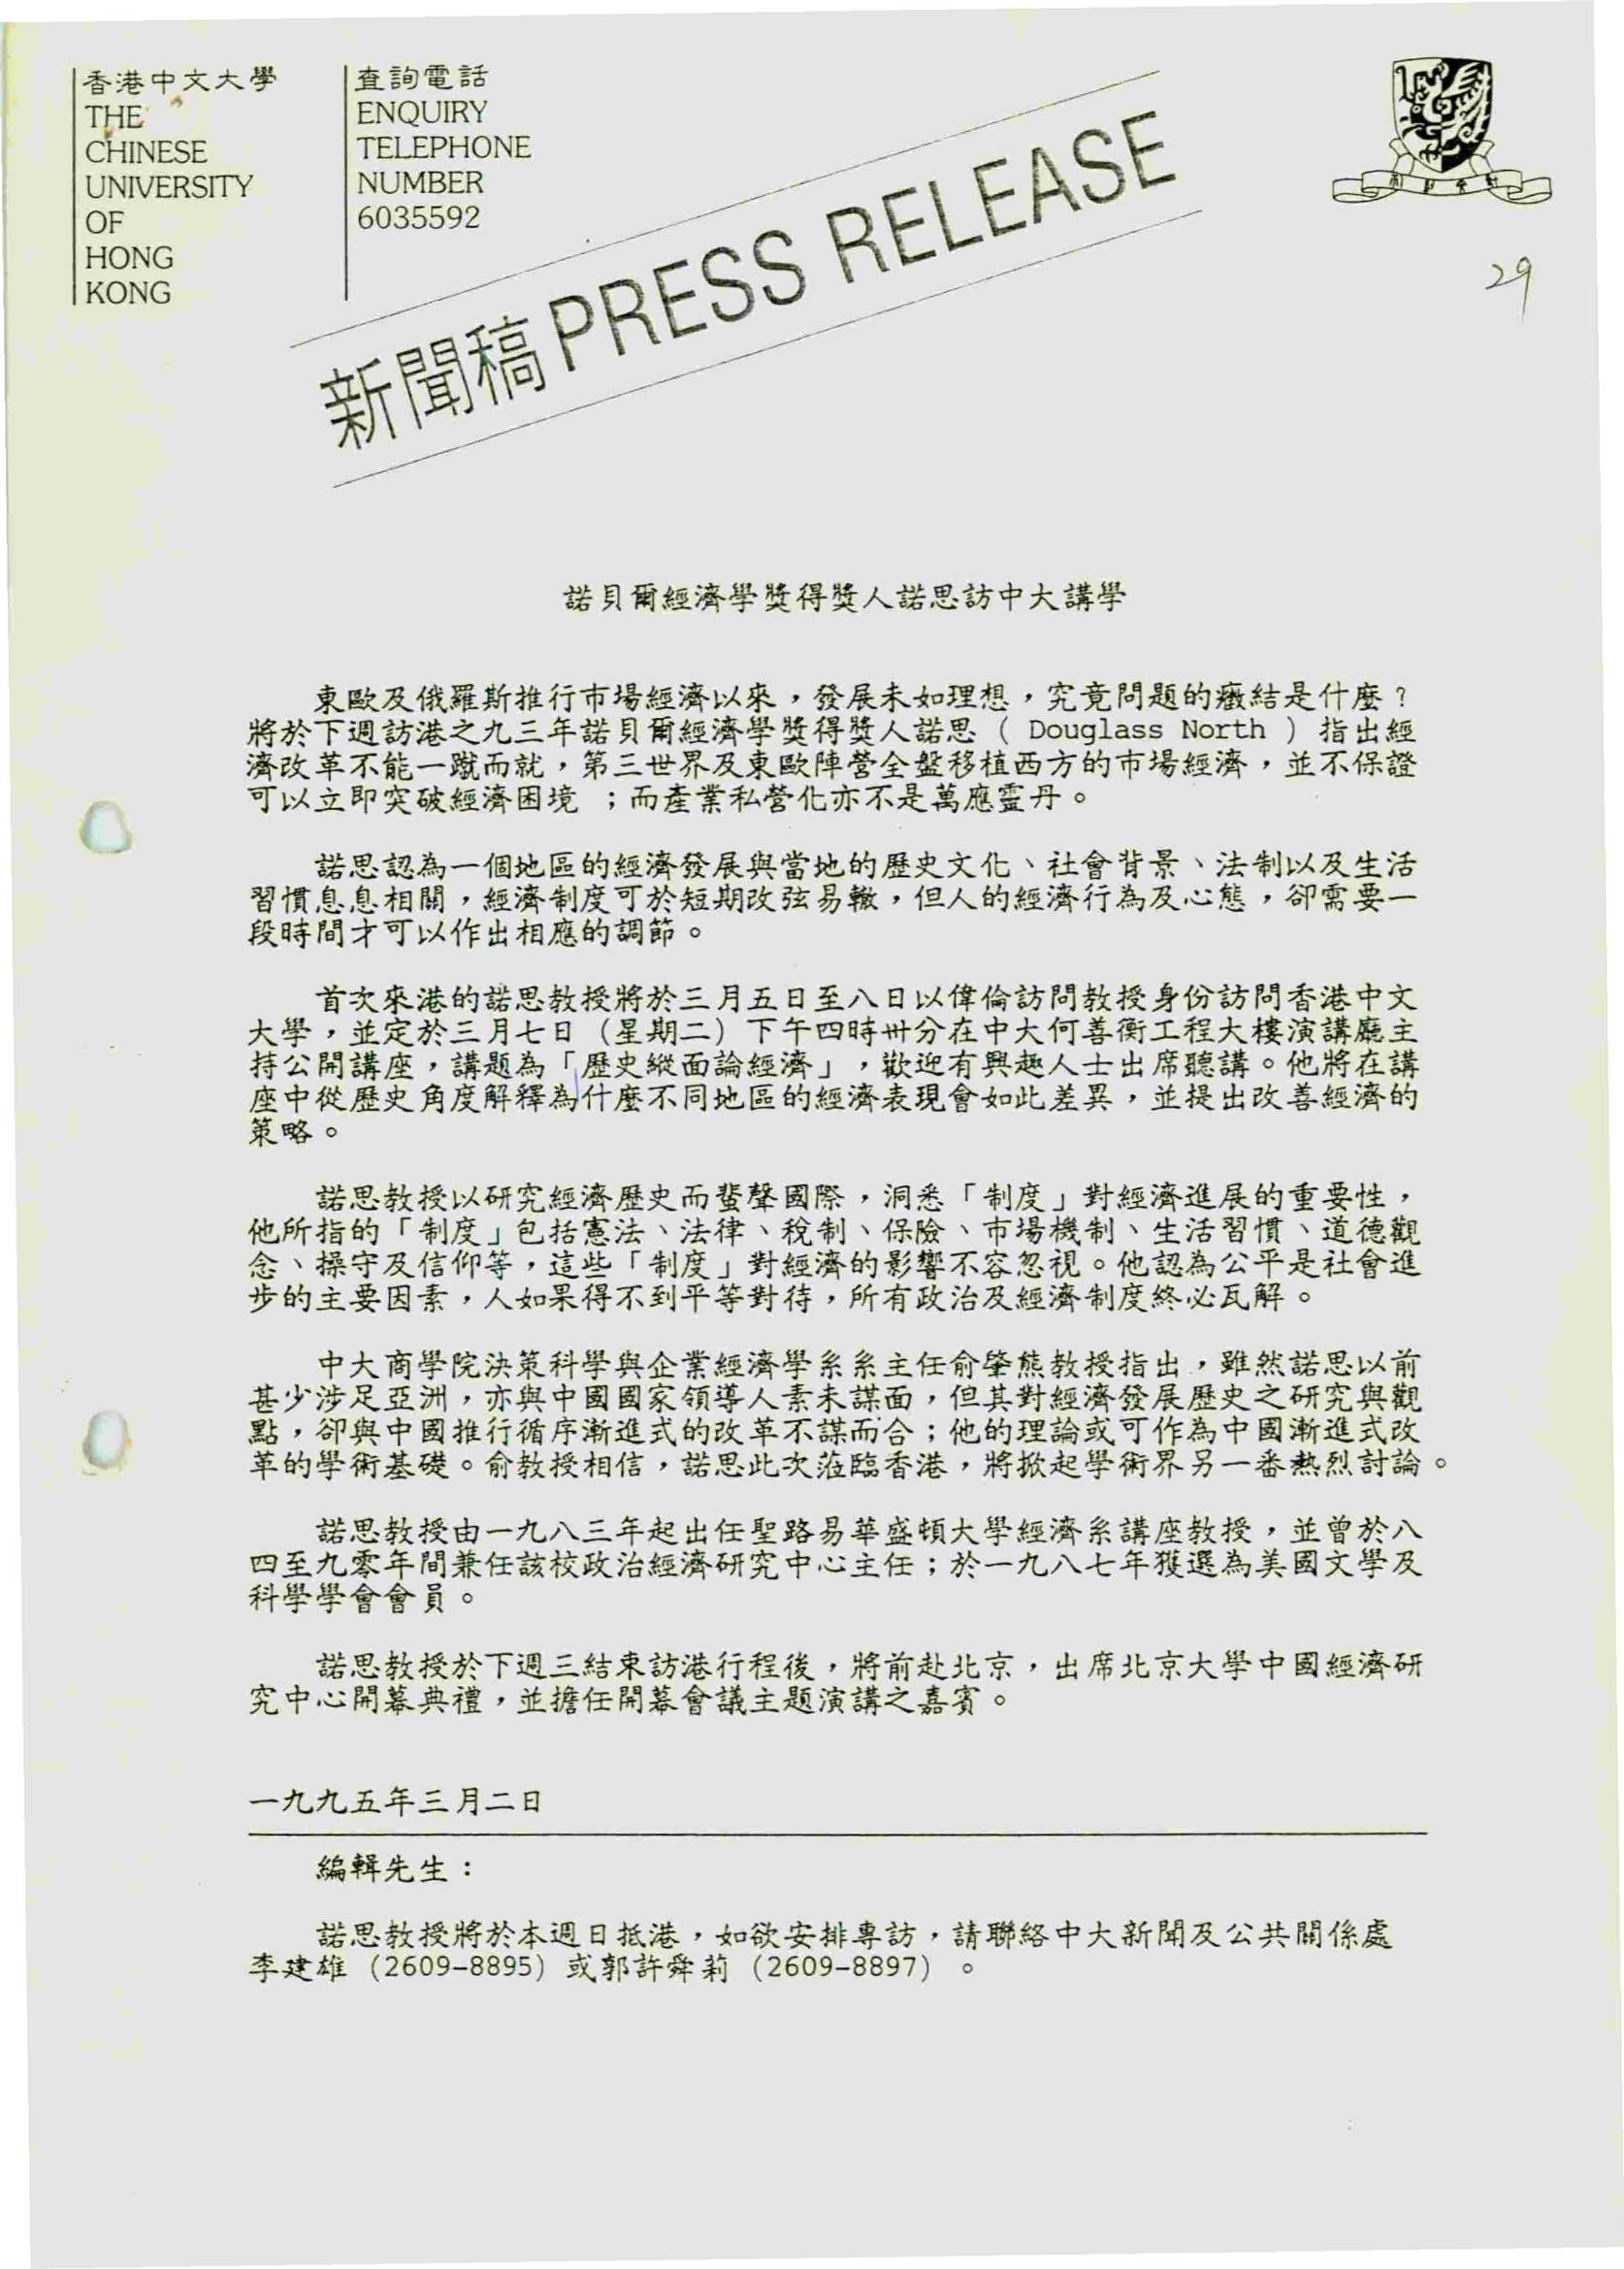 香港中文大學
THE
CHINESE
UNIVERSITY
OF
HONG
KONG
查詢電話
ENQUIRY
TELEPHONE
NUMBER
6035592
新聞稿 PRESS RELEASE
29
諾貝爾經濟學獎得獎人諾思訪中大講學
東歐及俄羅斯推行市場經濟以來，發展未如理想，究竟問題的癥結是什麼？
將於下週訪港之九三年諾貝爾經濟學獎得獎人諾思（ Douglass North ）指出經
濟改革不能一蹴而就，第三世界及東歐陣營全盤移植西方的市場經濟，並不保證
可以立即突破經濟困境 ；而產業私營化亦不是萬應靈丹。
諾思認為一個地區的經濟發展與當地的歷史文化、社會背景、法制以及生活
習慣息息相關，經濟制度可於短期改弦易轍，但人的經濟行為及心態，卻需要一
段時間才可以作出相應的調節。
首次來港的諾思教授將於三月五日至八日以偉倫訪問教授身份訪問香港中文
大學，並定於三月七日（星期二）下午四時卅分在中大何善衡工程大樓演講廳主
持公開講座，講題為「歷史縱面論經濟」，歡迎有興趣人士出席聽講。他將在講
座中從歷史角度解釋為什麼不同地區的經濟表現會如此差異，並提出改善經濟的
策略。
諾思教授以研究經濟歷史而蜚聲國際，洞悉「制度」對經濟進展的重要性，
他所指的「制度」包括憲法、法律、稅制、保險、市場機制、生活習慣、道德觀
念、操守及信仰等，這些「制度」對經濟的影響不容忽視。他認為公平是社會進
步的主要因素，人如果得不到平等對待，所有政治及經濟制度終必瓦解。
中大商學院決策科學與企業經濟學系系主任俞肇熊教授指出，雖然諾思以前
甚少涉足亞洲，亦與中國國家領導人素未謀面，但其對經濟發展歷史之研究與觀
點，卻與中國推行循序漸進式的改革不謀而合；他的理論或可作為中國漸進式改
革的學術基礎。俞教授相信，諾思此次蒞臨香港，將掀起學術界另一番熱烈討論。
諾思教授由一九八三年起出任聖路易華盛頓大學經濟系講座教授，並曾於八
四至九零年間兼任該校政治經濟研究中心主任；於一九八七年獲選為美國文學及
科學學會會員。
諾思教授於下週三結束訪港行程後，將前赴北京，出席北京大學中國經濟研
究中心開幕典禮，並擔任開幕會議主題演講之嘉賓。
一九九五年三月二日
編輯先生：
諾思教授將於本週日抵港，如欲安排專訪，請聯絡中大新聞及公共關係處
李建雄（2609-8895）或郭許舜莉（2609-8897）。